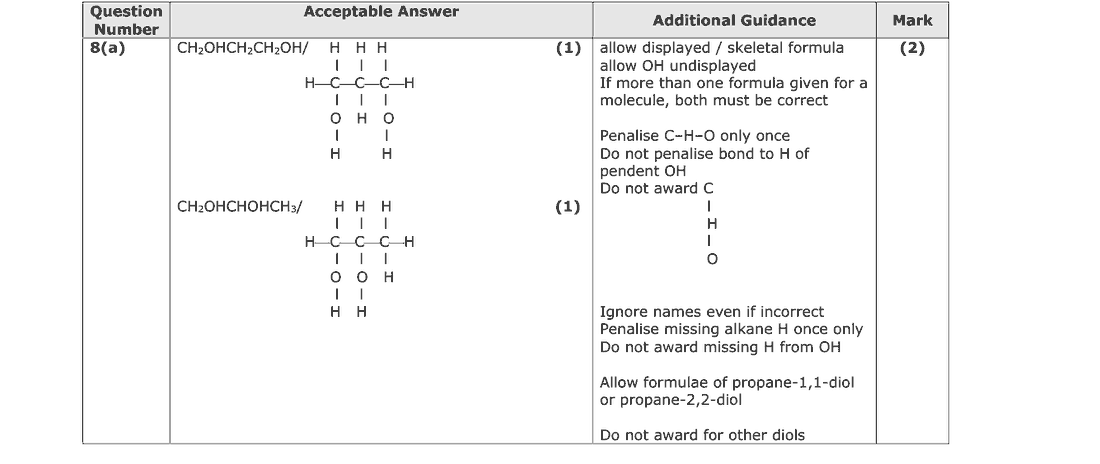 Question Number
Acceptable Answer
Additional Guidance
Mark
8(a)
CH₂OHCH₂CH₂OH/
H H H
H—C—C—C—H
O H O
H H
(1)
CH₂OHCHOHCH₃/
H H H
H—C—C—C—H
O O H
H H
(1)
allow displayed / skeletal formula
allow OH undisplayed
If more than one formula given for a
molecule, both must be correct
Penalise C–H–O only once
Do not penalise bond to H of
pendent OH
Do not award C
H
O
Ignore names even if incorrect
Penalise missing alkane H once only
Do not award missing H from OH
Allow formulae of propane-1,1-diol
or propane-2,2-diol
Do not award for other diols
(2)